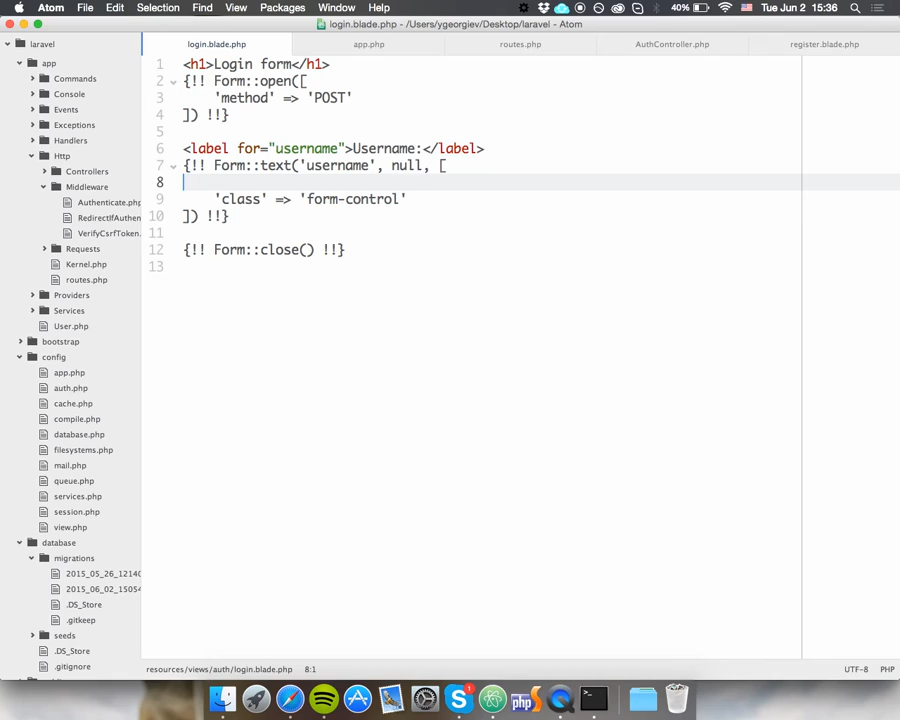 Atom File Edit View Selection Find Packages Window Help 40% Tue Jun 2 15:36
login.blade.php - /Users/ygeorgiev/Desktop/laravel - Atom
laravel
app
Commands
Console
Events
Exceptions
Handlers
Http
Controllers
Middleware
Authenticate.php
RedirectIfAuthen
VerifyCsrfToken.
Requests
Kernel.php
routes.php
Providers
Services
User.php
bootstrap
config
app.php
auth.php
cache.php
compile.php
database.php
filesystems.php
mail.php
queue.php
services.php
session.php
view.php
database
migrations
2015_05_26_12140
2015_06_02_15054
.DS_Store
.gitkeep
seeds
.DS_Store
.gitignore
login.blade.php app.php routes.php AuthController.php register.blade.php
1 <h1>Login form</h1>
2 {!! Form::open([
3 'method' => 'POST'
4 ]) !!}
5
6 <label for="username">Username:</label>
7 {!! Form::text('username', null, [
8
9 'class' => 'form-control'
10 ]) !!}
11
12 {!! Form::close() !!}
13
resources/views/auth/login.blade.php 8:1 UTF-8 PHP
1
php